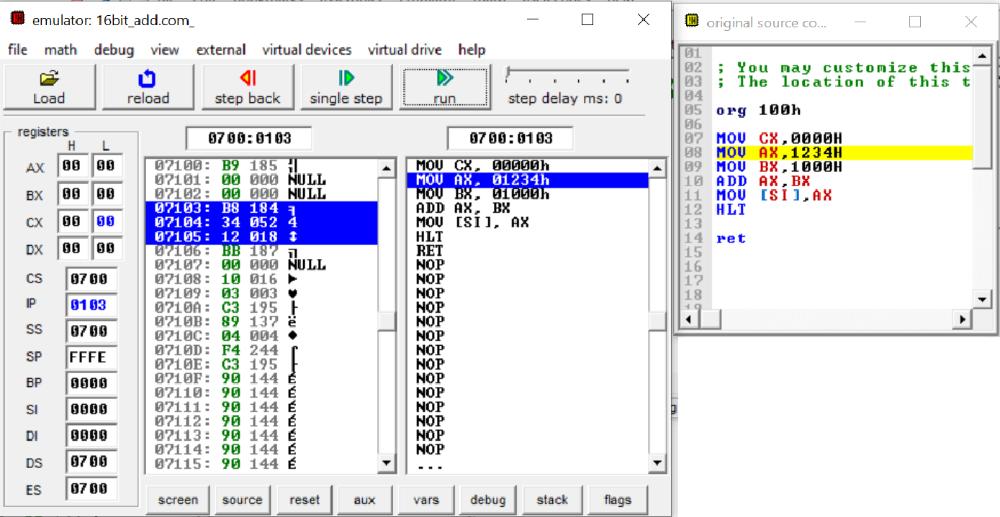 emulator: 16bit_add.com_
file math debug view external virtual devices virtual drive help
Load reload step back single step run step delay ms: 0
registers
H L
AX 00 00
BX 00 00
CX 00 00
DX 00 00
CS 0700
IP 0103
SS 0700
SP FFFE
BP 0000
SI 0000
DI 0000
DS 0700
ES 0700
0700:0103
07100: B9 185 ╣
07101: 00 000 NULL
07102: 00 000 NULL
07103: B8 184 ╕
07104: 34 052 4
07105: 12 018 ↕
07106: BB 187 ╗
07107: 00 000 NULL
07108: 10 016 ►
07109: 03 003 ♥
0710A: C3 195 ├
0710B: 89 137 ë
0710C: 04 004 ♦
0710D: F4 244 ⌠
0710E: C3 195 ├
0710F: 90 144 É
07110: 90 144 É
07111: 90 144 É
07112: 90 144 É
07113: 90 144 É
07114: 90 144 É
07115: 90 144 É
0700:0103
MOV CX, 00000h
MOV AX, 01234h
MOV BX, 01000h
ADD AX, BX
MOV [SI], AX
HLT
RET
NOP
NOP
NOP
NOP
NOP
NOP
NOP
NOP
NOP
NOP
NOP
NOP
NOP
NOP
...
screen source reset aux vars debug stack flags
original source co...
01
02 ; You may customize this
03 ; The location of this t
04
05 org 100h
06
07 MOV CX,0000H
08 MOV AX,1234H
09 MOV BX,1000H
10 ADD AX,BX
11 MOV [SI],AX
12 HLT
13
14 ret
15
16
17
18